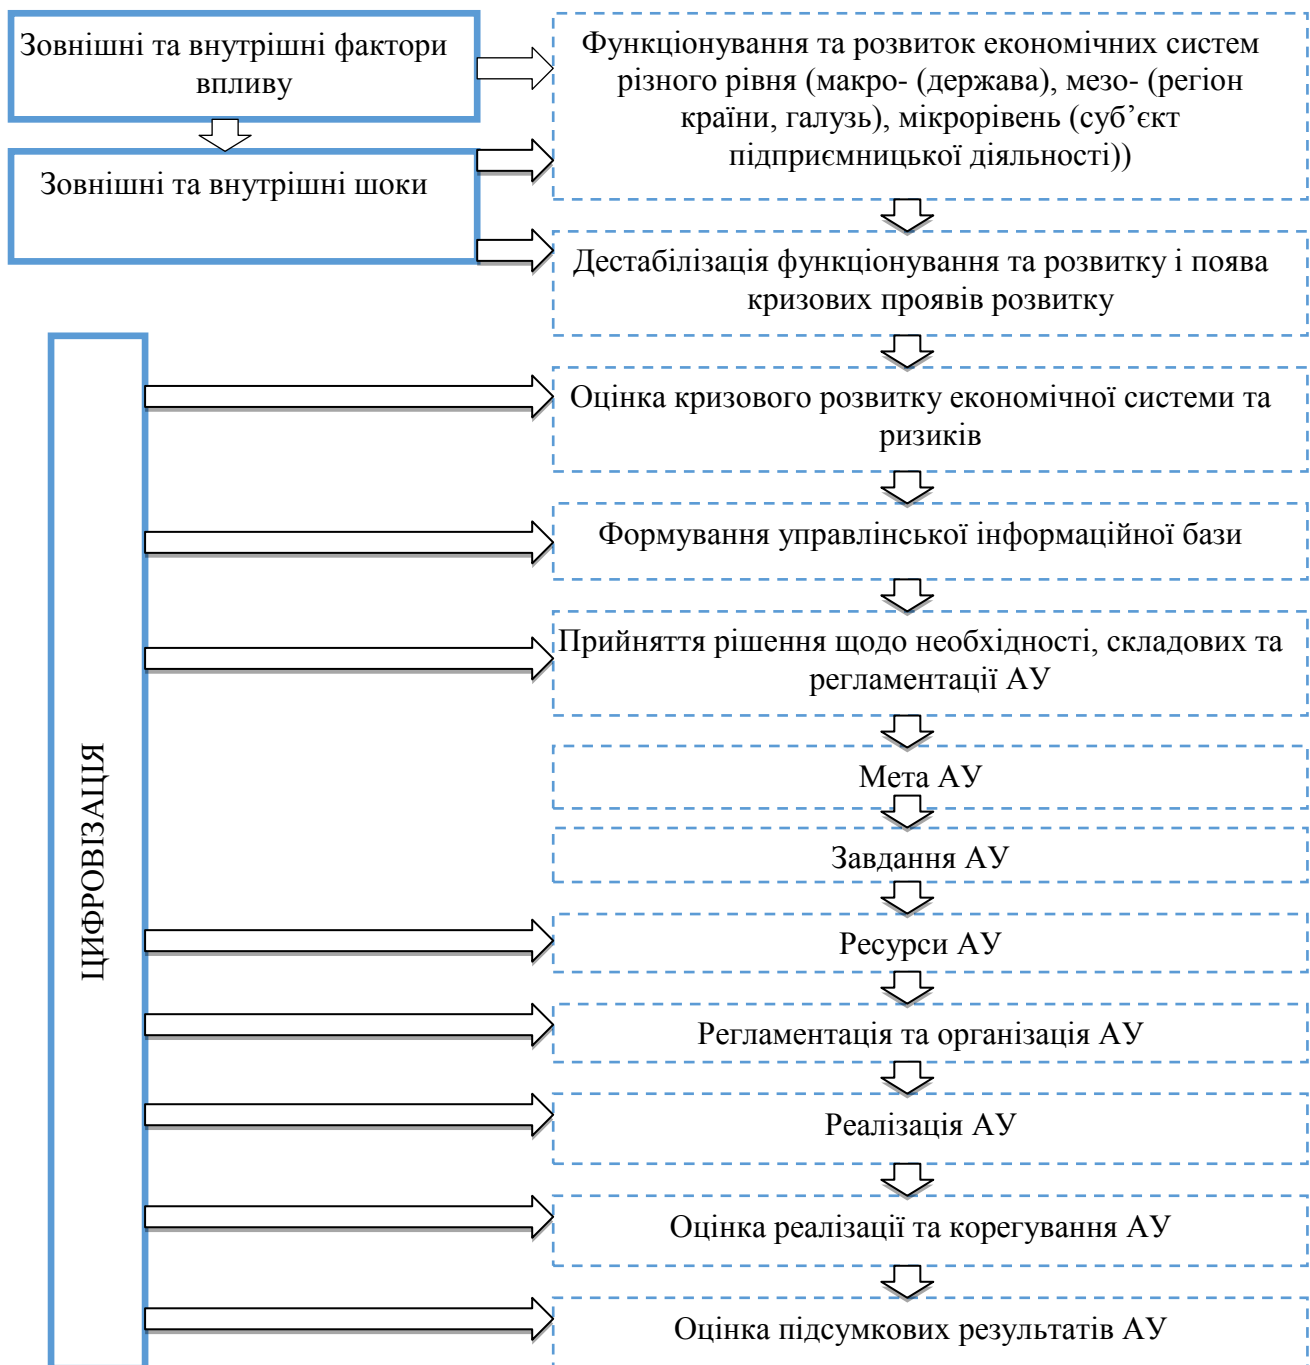 Зовнішні та внутрішні фактори
впливу
Зовнішні та внутрішні шоки
Функціонування та розвиток економічних систем
різного рівня (макро- (держава), мезо- (регіон
країни, галузь), мікрорівень (суб’єкт
підприємницької діяльності))
Дестабілізація функціонування та розвитку і поява
кризових проявів розвитку
ЦИФРОВІЗАЦІЯ
Оцінка кризового розвитку економічної системи та
ризиків
Формування управлінської інформаційної бази
Прийняття рішення щодо необхідності, складових та
регламентації АУ
Мета АУ
Завдання АУ
Ресурси АУ
Регламентація та організація АУ
Реалізація АУ
Оцінка реалізації та корегування АУ
Оцінка підсумкових результатів АУ